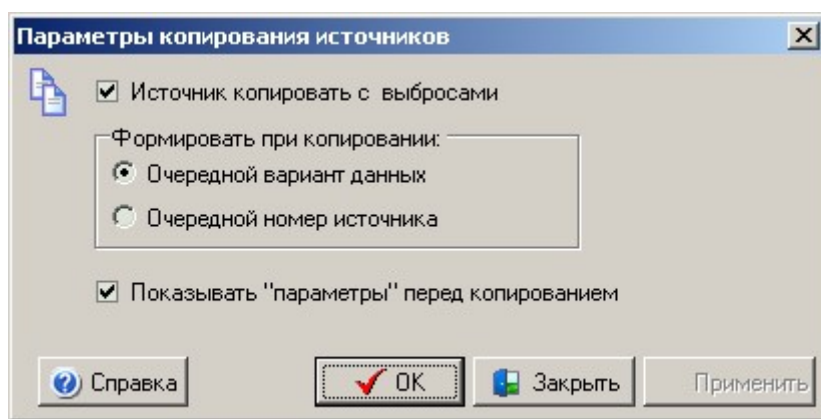 Параметры копирования источников
Источник копировать с выбросами
Формировать при копировании:
Очередной вариант данных
Очередной номер источника
Показывать "параметры" перед копированием
Справка
OK
Закрыть
Применить